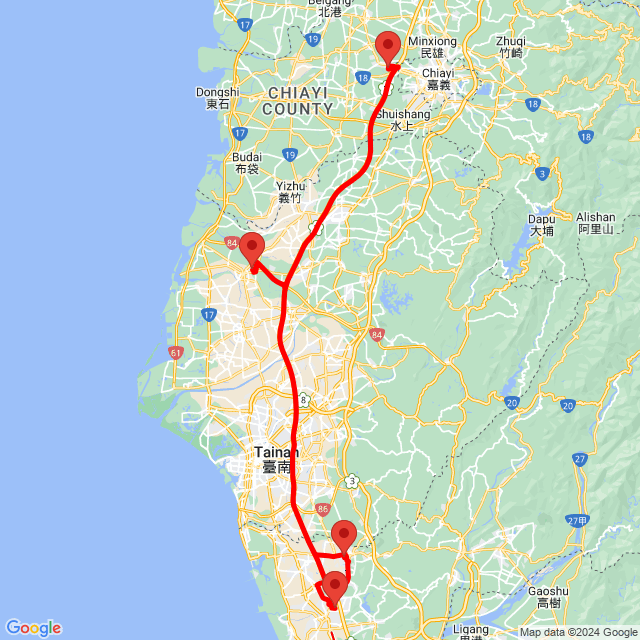 Beigang
北港
17
1
18
Minxiong
民雄
Zhuqi
竹崎
Chiayi
嘉義
Dongshi
東石
CHIAYI
COUNTY
18
Shuishang
水上
17
18
Budai
布袋
19
Yizhu
義竹
3
Dapu
大埔
Alishan
阿里山
84
17
84
61
8
20
20
Tainan
臺南
3
27
86
27甲
Gaoshu
高樹
Ligang
里港
Google
Map data ©2024 Google